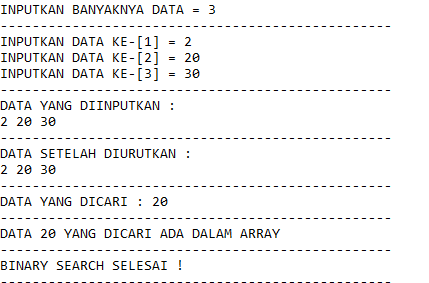 INPUTKAN BANYAKNYA DATA = 3
-------------------------------------------------
INPUTKAN DATA KE-[1] = 2
INPUTKAN DATA KE-[2] = 20
INPUTKAN DATA KE-[3] = 30
-------------------------------------------------
DATA YANG DIINPUTKAN :
2 20 30
-------------------------------------------------
DATA SETELAH DIURUTKAN :
2 20 30
-------------------------------------------------
DATA YANG DICARI : 20
-------------------------------------------------
DATA 20 YANG DICARI ADA DALAM ARRAY
-------------------------------------------------
BINARY SEARCH SELESAI !
-------------------------------------------------